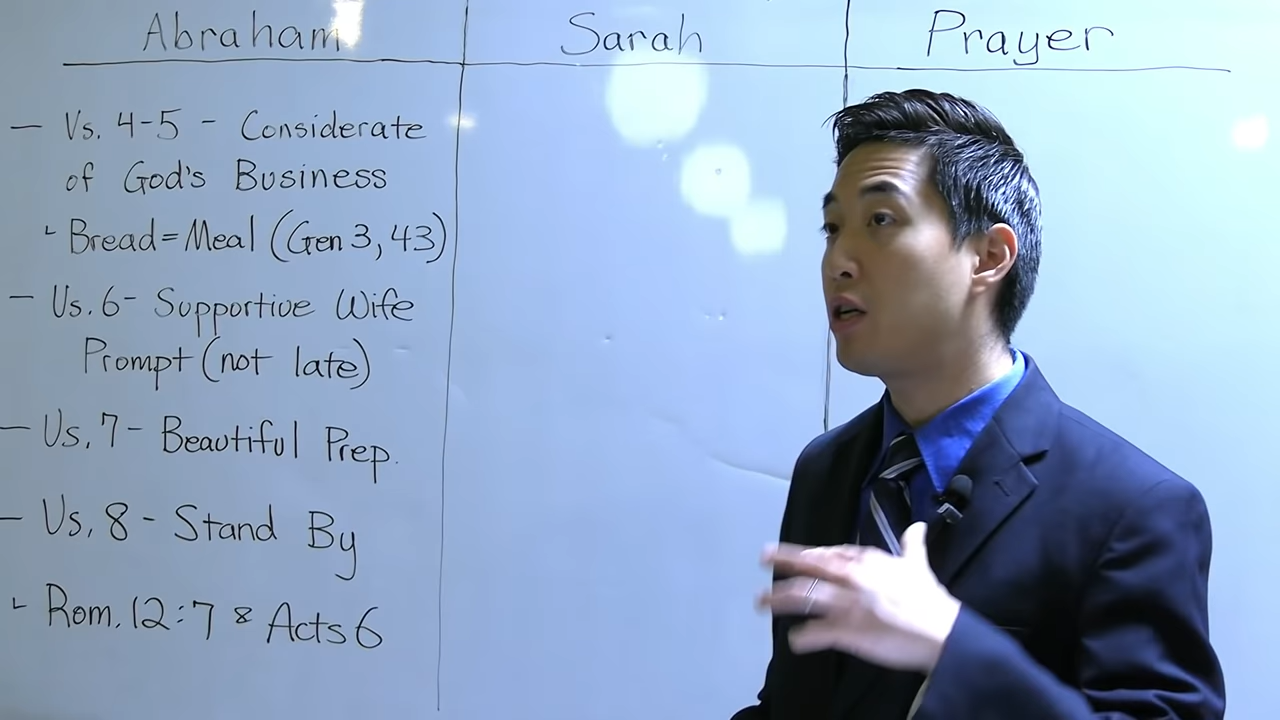 Abraham
Sarah
Prayer
— Vs. 4-5 - Considerate
of God's Business
└ Bread = Meal (Gen 3, 43)
— Vs. 6 - Supportive Wife
Prompt (not late)
— Vs. 7 - Beautiful Prep.
— Vs. 8 - Stand By
└ Rom. 12:7 & Acts 6